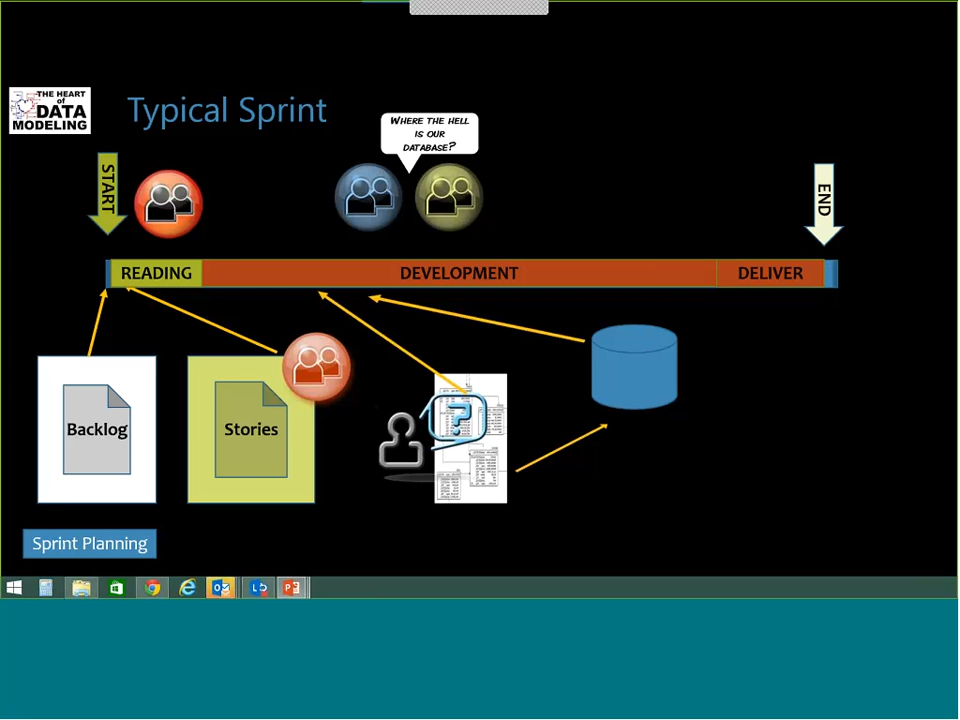 THE HEART
of
DATA
MODELING
Typical Sprint
WHERE THE HELL
IS OUR
DATABASE?
START
END
READING
DEVELOPMENT
DELIVER
Backlog
Stories
?
Sprint Planning